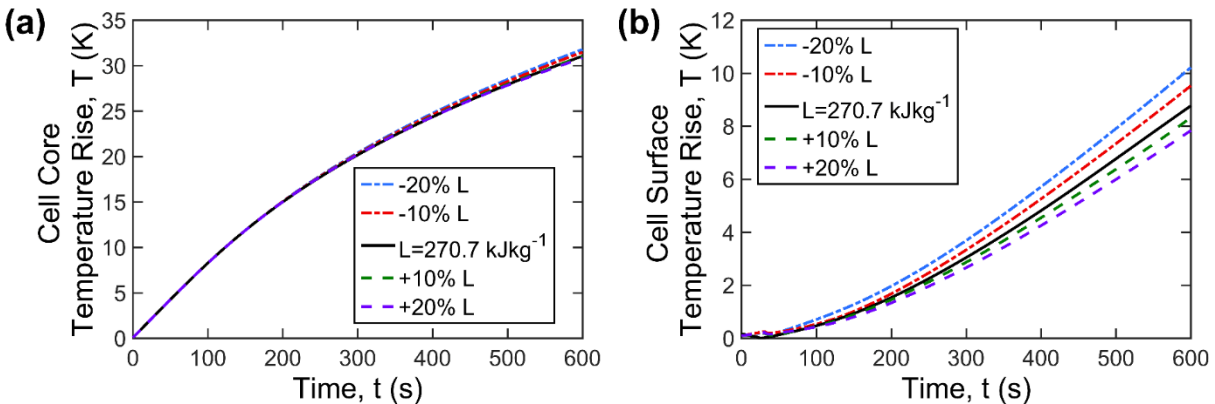 (a)
Cell Core
Temperature Rise, T (K)
35
30
25
20
15
10
5
0
-20% L
-10% L
L=270.7 kJkg⁻¹
+10% L
+20% L
0 100 200 300 400 500 600
Time, t (s)
(b)
Cell Surface
Temperature Rise, T (K)
12
10
8
6
4
2
0
-20% L
-10% L
L=270.7 kJkg⁻¹
+10% L
+20% L
0 100 200 300 400 500 600
Time, t (s)